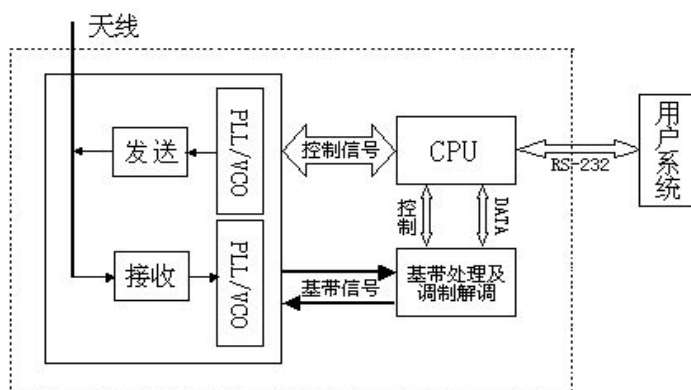 天线
发送
PLL/VCO
控制信号
CPU
RS-232
用户系统
控制
DATA
接收
PLL/VCO
基带信号
基带处理及
调制解调